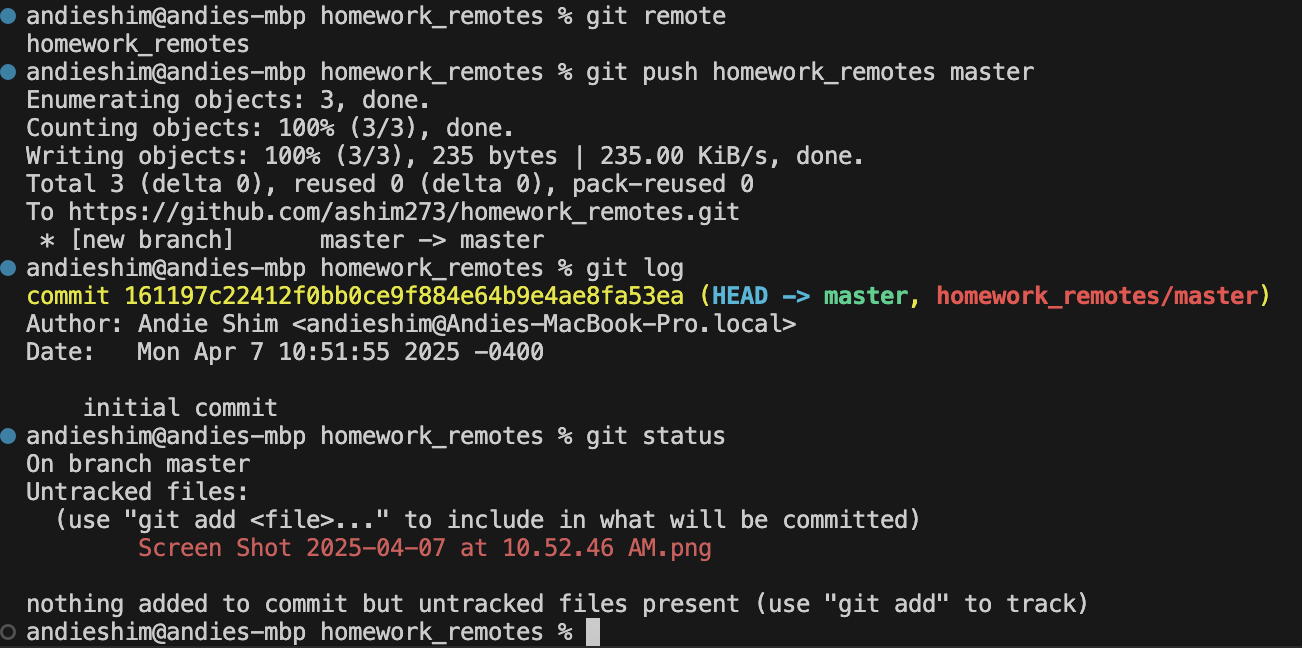 andieshim@andies-mbp homework_remotes % git remote
homework_remotes
andieshim@andies-mbp homework_remotes % git push homework_remotes master
Enumerating objects: 3, done.
Counting objects: 100% (3/3), done.
Writing objects: 100% (3/3), 235 bytes | 235.00 KiB/s, done.
Total 3 (delta 0), reused 0 (delta 0), pack-reused 0
To https://github.com/ashim273/homework_remotes.git
 * [new branch]      master -> master
andieshim@andies-mbp homework_remotes % git log
commit 161197c22412f0bb0ce9f884e64b9e4ae8fa53ea (HEAD -> master, homework_remotes/master)
Author: Andie Shim <andieshim@Andies-MacBook-Pro.local>
Date:   Mon Apr 7 10:51:55 2025 -0400

    initial commit
andieshim@andies-mbp homework_remotes % git status
On branch master
Untracked files:
  (use "git add <file>..." to include in what will be committed)
        Screen Shot 2025-04-07 at 10.52.46 AM.png

nothing added to commit but untracked files present (use "git add" to track)
andieshim@andies-mbp homework_remotes %